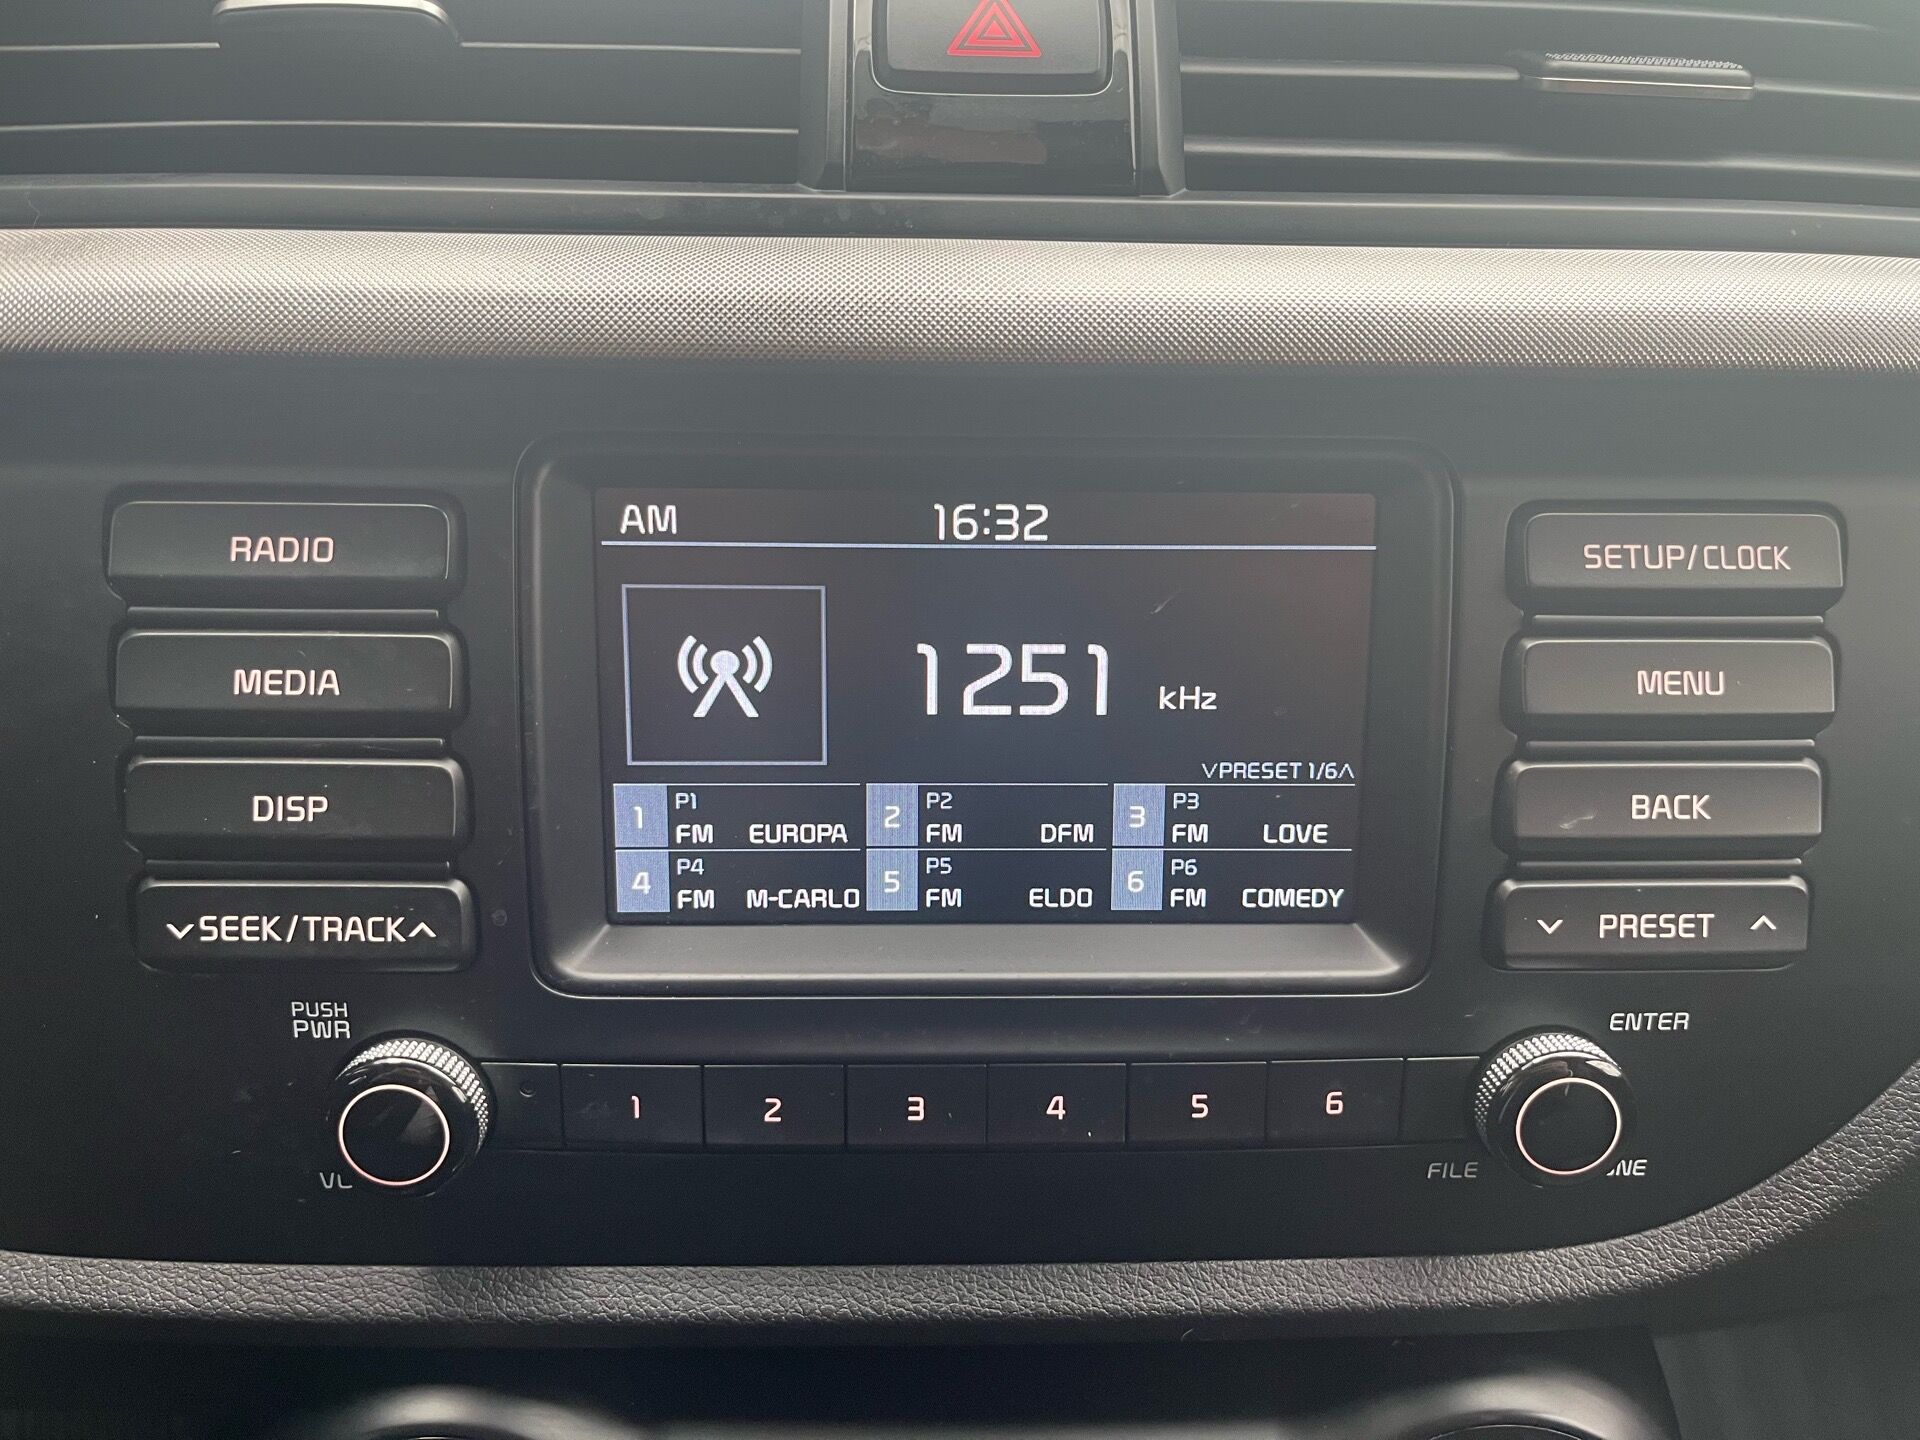 AM 16:32
RADIO
MEDIA
DISP
∨SEEK/TRACK∧
1251 kHz
∨PRESET 1/6∧
1 P1 FM EUROPA
2 P2 FM DFM
3 P3 FM LOVE
4 P4 FM M-CARLO
5 P5 FM ELDO
6 P6 FM COMEDY
SETUP/CLOCK
MENU
BACK
∨ PRESET ∧
PUSH
PWR
ENTER
1 2 3 4 5 6
FILE